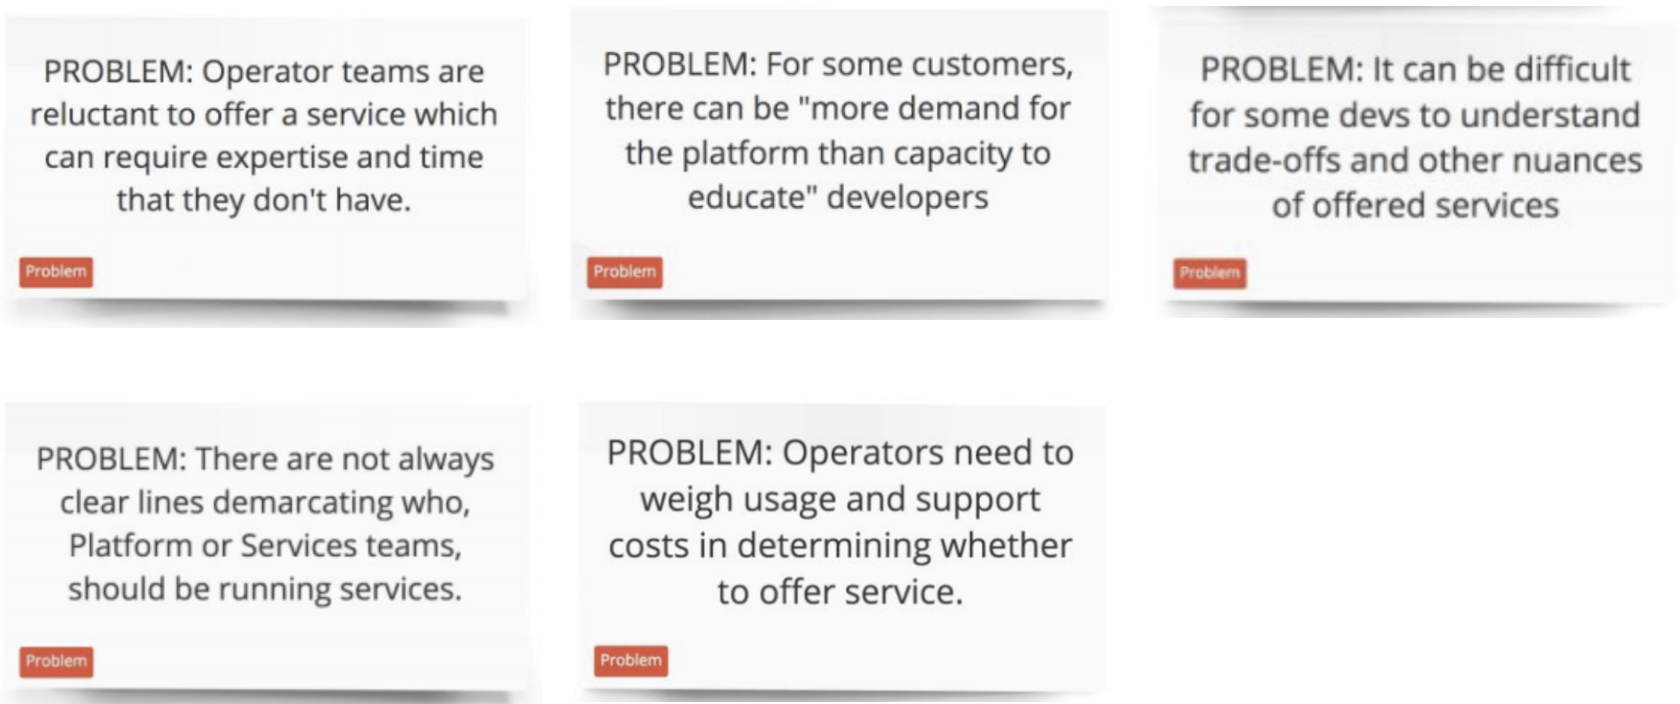 PROBLEM: Operator teams are
reluctant to offer a service which
can require expertise and time
that they don't have.
Problem
PROBLEM: For some customers,
there can be "more demand for
the platform than capacity to
educate" developers
Problem
PROBLEM: It can be difficult
for some devs to understand
trade-offs and other nuances
of offered services
Problem
PROBLEM: There are not always
clear lines demarcating who,
Platform or Services teams,
should be running services.
Problem
PROBLEM: Operators need to
weigh usage and support
costs in determining whether
to offer service.
Problem